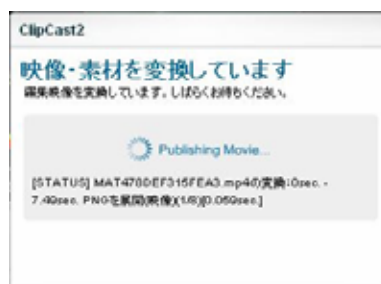 ClipCast2
映像・素材を変換しています
編集映像を変換しています。しばらくお待ちください。
Publishing Movie...
[STATUS] MAT4780EF315FEA3.mp4の変換:0sec. -
7.49sec. PNGを展開(映像)(1/8)[0.059sec.]